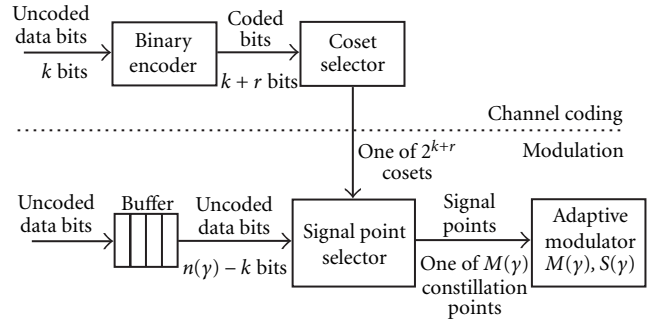 Uncoded
data bits
k bits
Binary
encoder
Coded
bits
k + r bits
Coset
selector
Channel coding
One of 2^{k+r}
cosets
Modulation
Uncoded
data bits
Buffer
Uncoded
data bits
n(γ) − k bits
Signal point
selector
Signal
points
One of M(γ)
constillation
points
Adaptive
modulator
M(γ), S(γ)